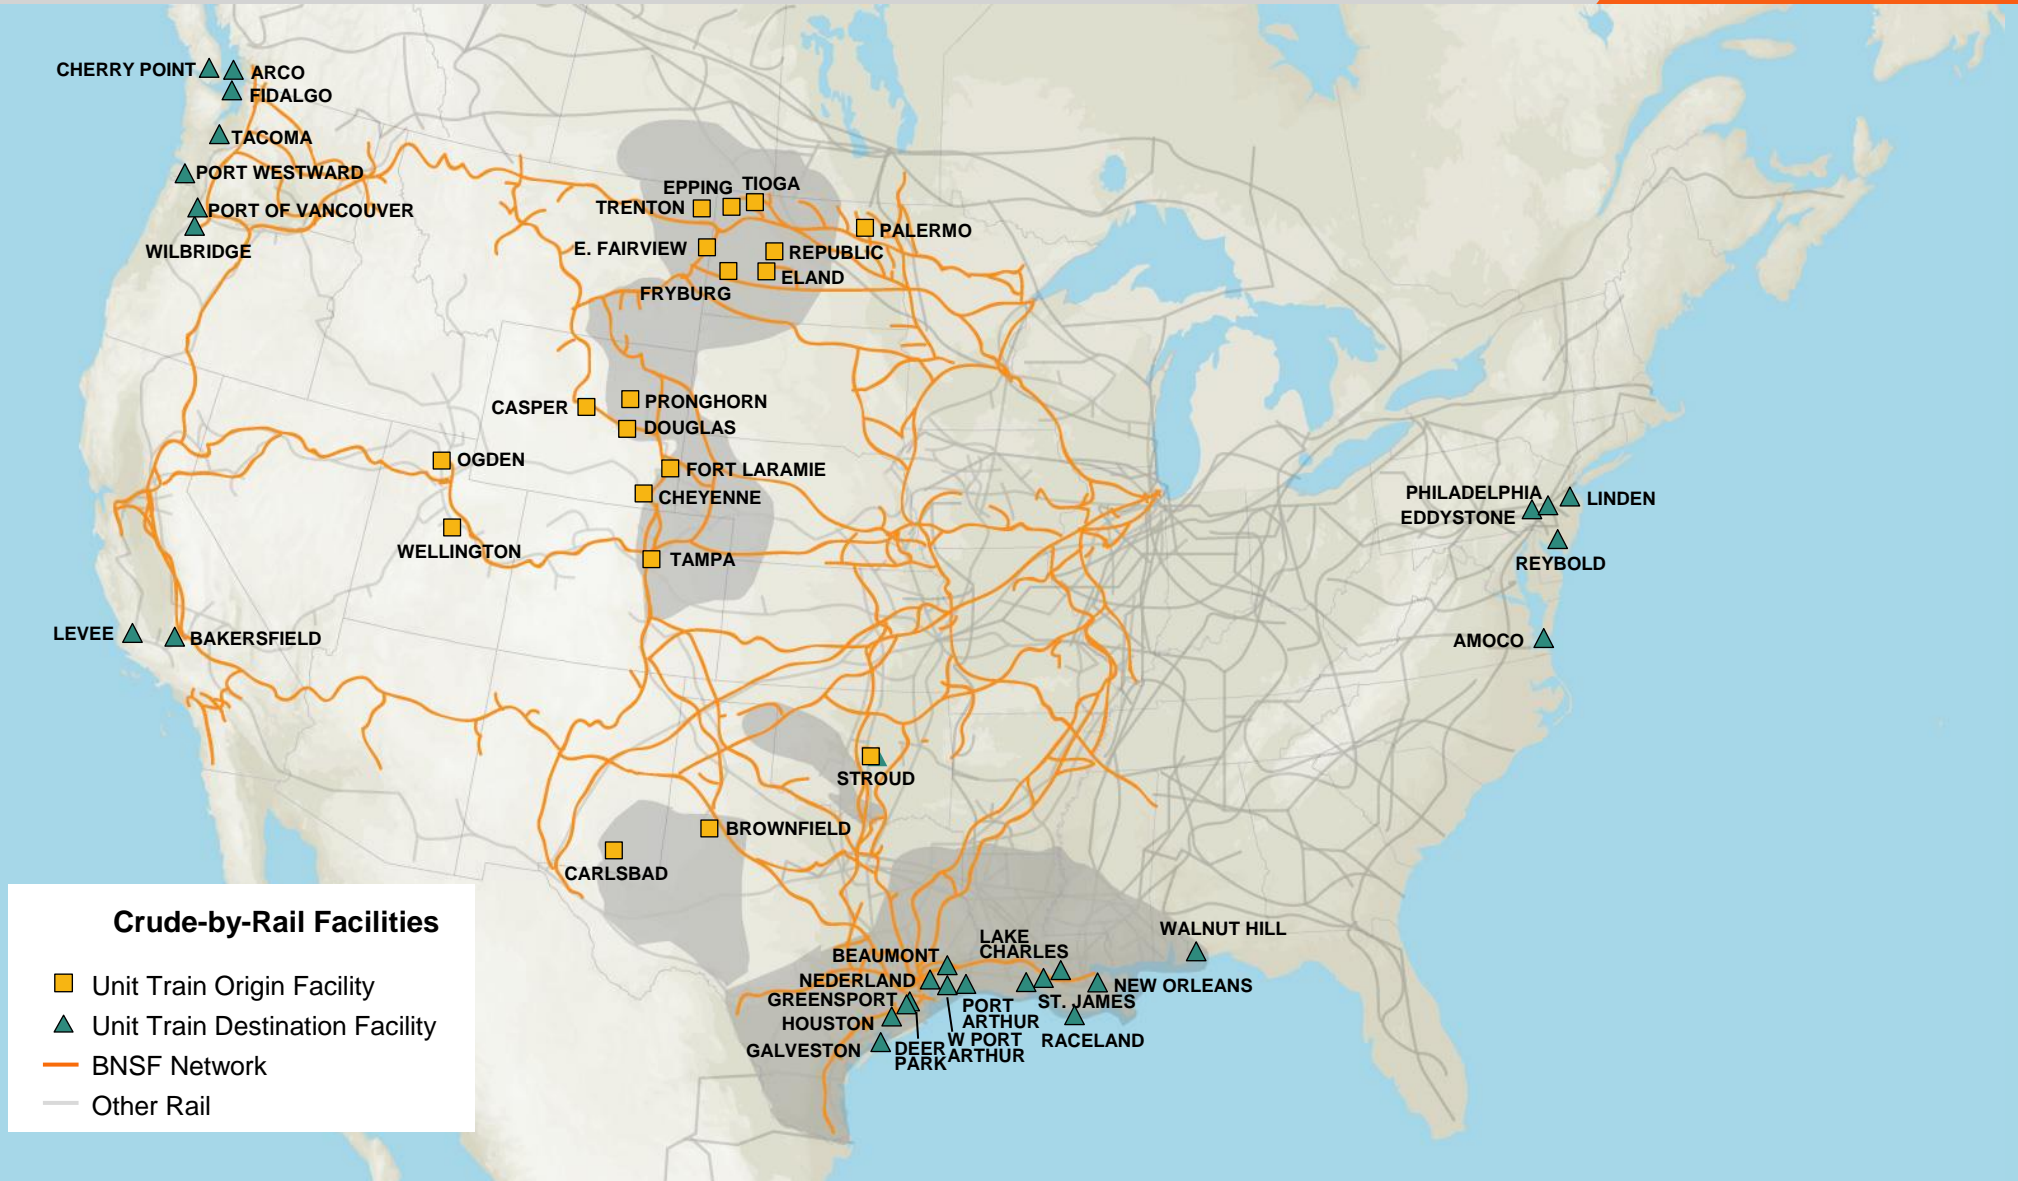 CHERRY POINT
ARCO
FIDALGO
TACOMA
PORT WESTWARD
PORT OF VANCOUVER
WILBRIDGE
EPPING
TIOGA
TRENTON
PALERMO
E. FAIRVIEW
REPUBLIC
ELAND
FRYBURG
CASPER
PRONGHORN
DOUGLAS
OGDEN
FORT LARAMIE
CHEYENNE
WELLINGTON
TAMPA
PHILADELPHIA
LINDEN
EDDYSTONE
REYBOLD
LEVEE
BAKERSFIELD
AMOCO
STROUD
BROWNFIELD
CARLSBAD
WALNUT HILL
LAKE
CHARLES
BEAUMONT
NEDERLAND
NEW ORLEANS
GREENSPORT
ST. JAMES
PORT
ARTHUR
HOUSTON
W PORT
ARTHUR
RACELAND
GALVESTON
DEER
PARK
Crude-by-Rail Facilities
Unit Train Origin Facility
Unit Train Destination Facility
BNSF Network
Other Rail